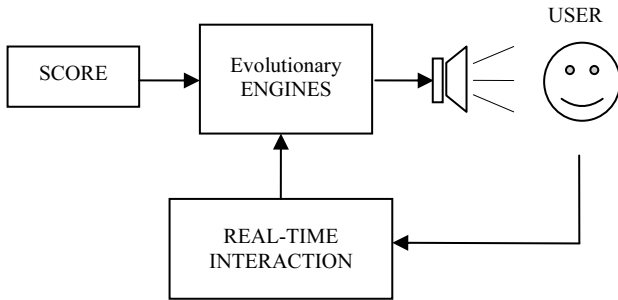 USER
SCORE
Evolutionary
ENGINES
REAL-TIME
INTERACTION